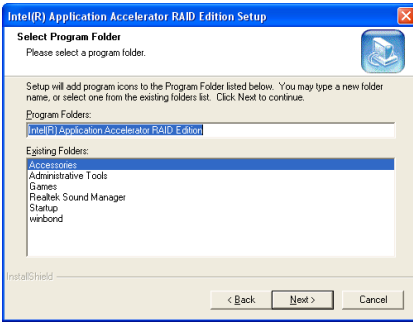 Intel(R) Application Accelerator RAID Edition Setup
Select Program Folder
Please select a program folder.
Setup will add program icons to the Program Folder listed below. You may type a new folder
name, or select one from the existing folders list. Click Next to continue.
Program Folders:
Intel(R) Application Accelerator RAID Edition
Existing Folders:
Accessories
Administrative Tools
Games
Realtek Sound Manager
Startup
winbond
InstallShield
< Back
Next >
Cancel